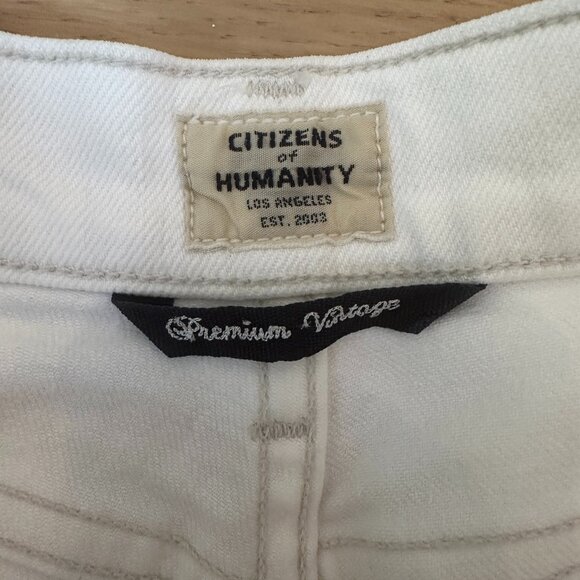 CITIZENS
of
HUMANITY
LOS ANGELES
EST. 2003
Premium Vintage